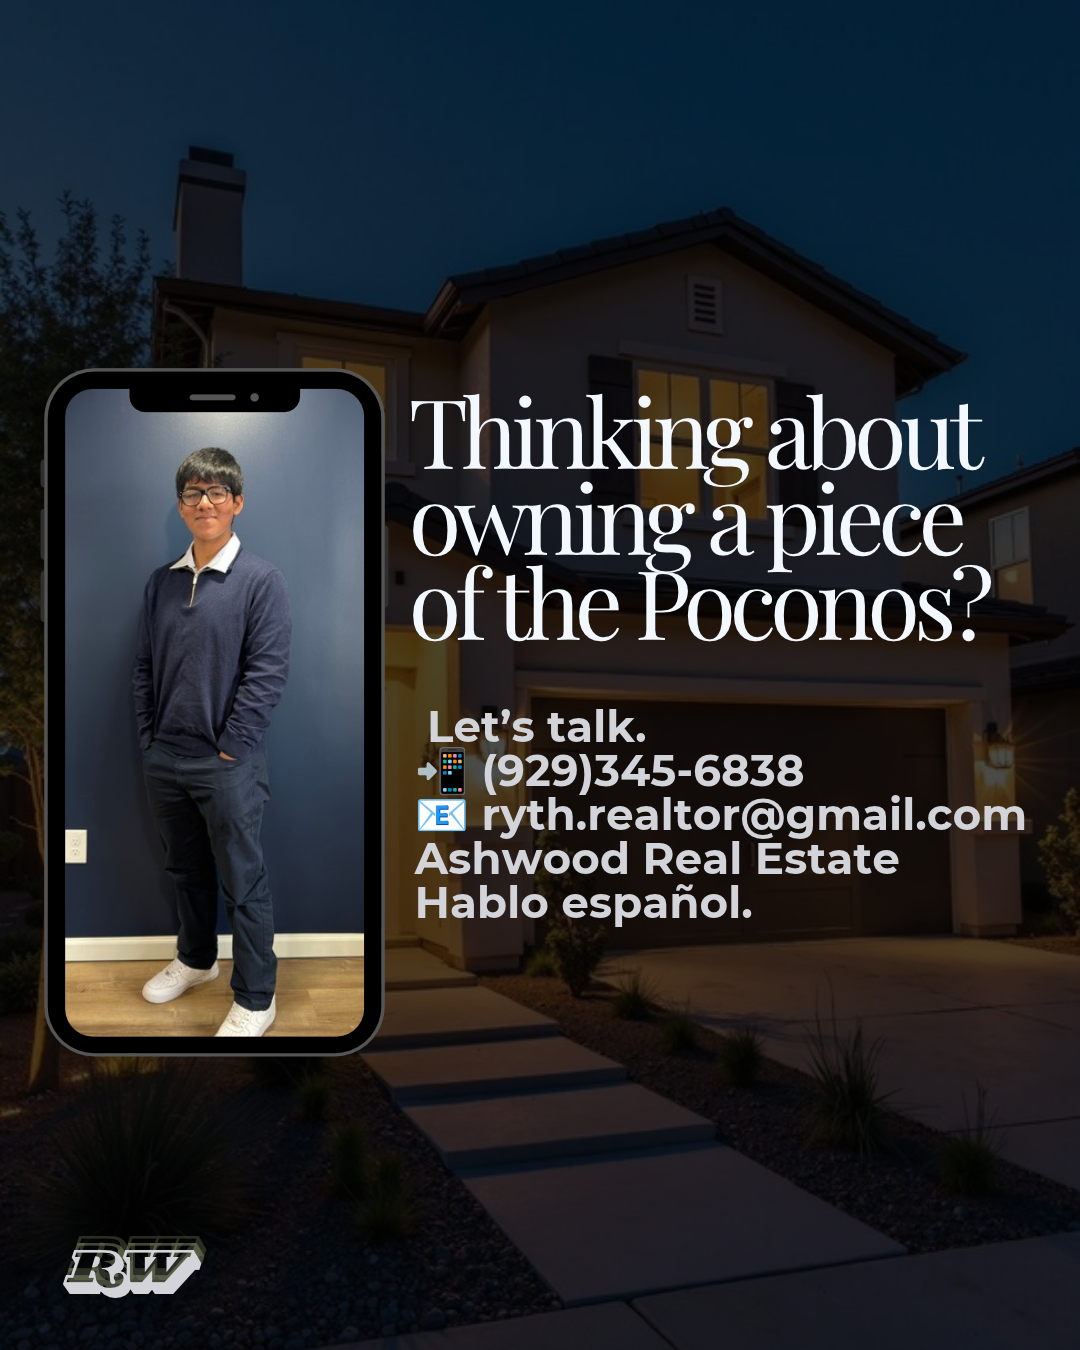 Thinking about
owning a piece
of the Poconos?
Let’s talk.
📲 (929)345-6838
📧 ryth.realtor@gmail.com
Ashwood Real Estate
Hablo español.
RW